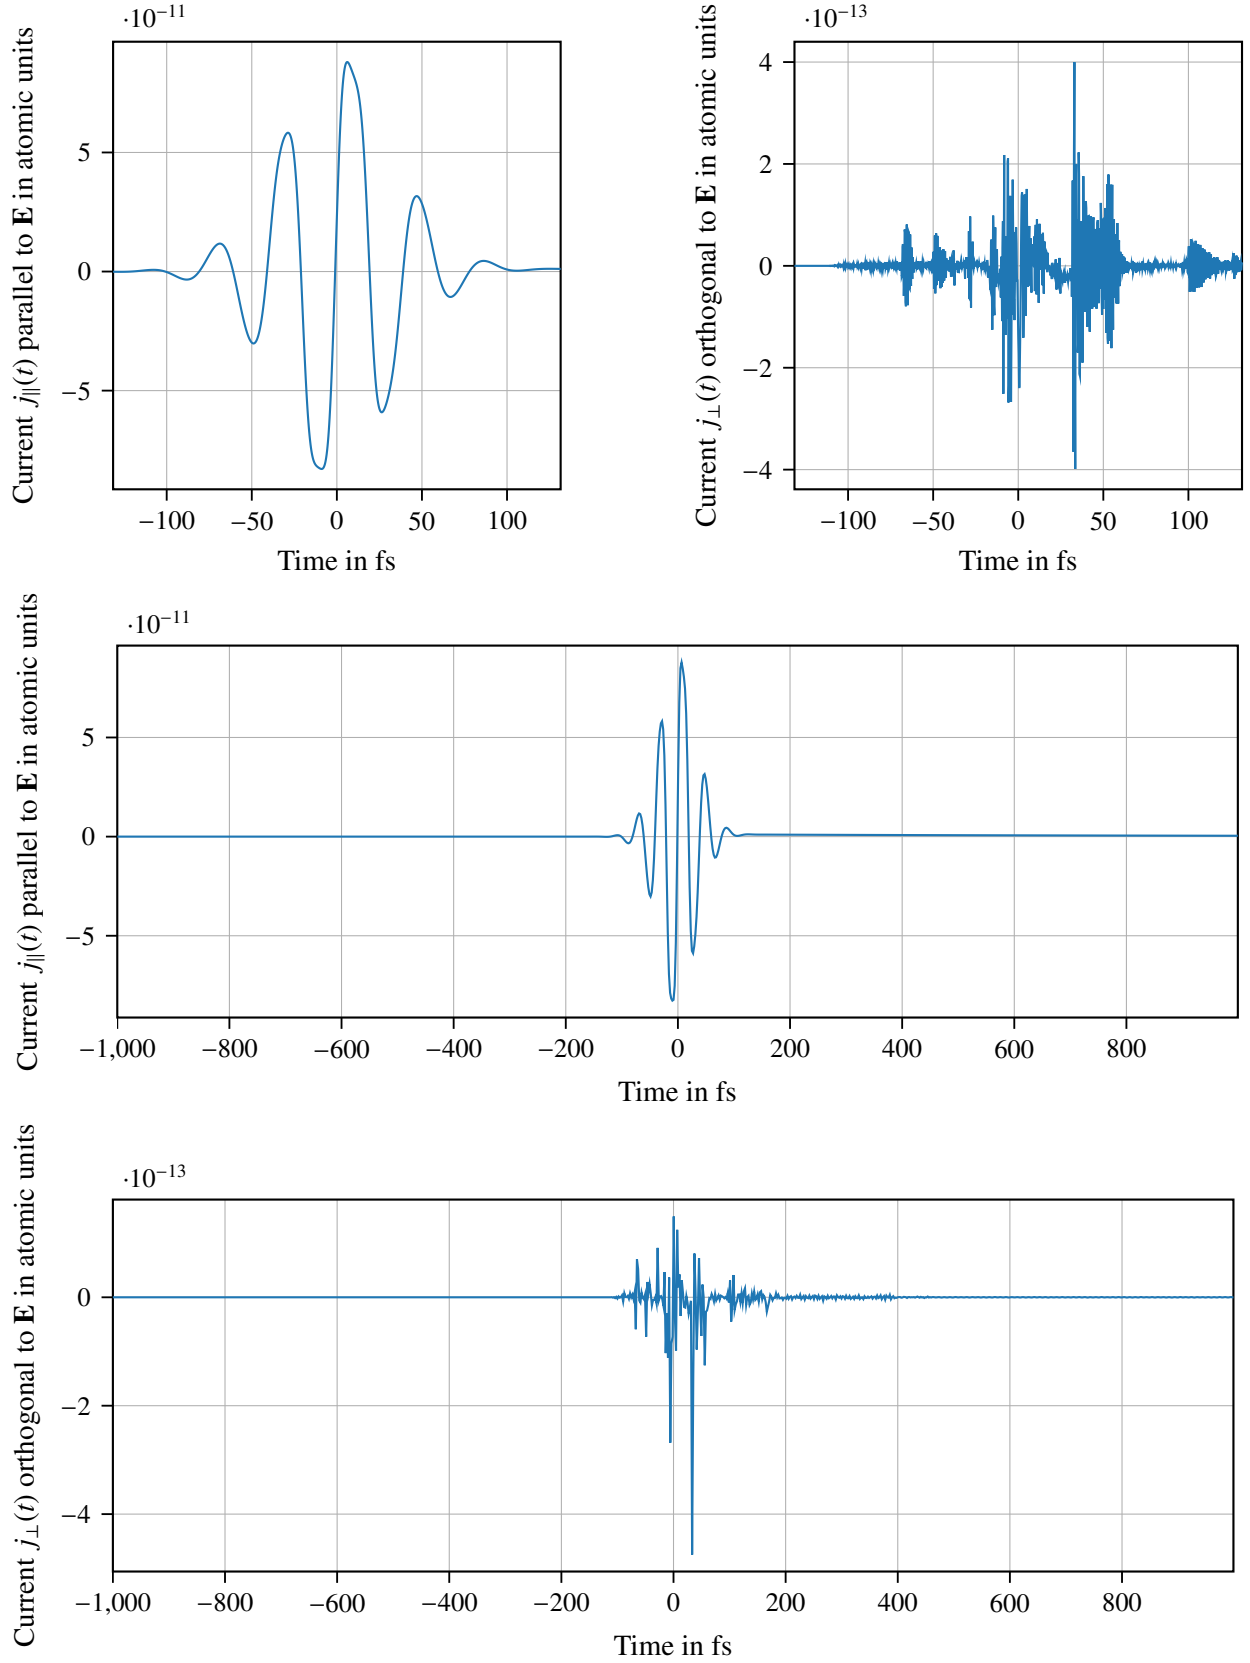 ·10⁻¹¹
Current j∥(t) parallel to E in atomic units
5
0
−5
−100 −50 0 50 100
Time in fs
·10⁻¹³
Current j⊥(t) orthogonal to E in atomic units
4
2
0
−2
−4
−100 −50 0 50 100
Time in fs
·10⁻¹¹
Current j∥(t) parallel to E in atomic units
5
0
−5
−1,000 −800 −600 −400 −200 0 200 400 600 800
Time in fs
·10⁻¹³
Current j⊥(t) orthogonal to E in atomic units
0
−2
−4
−1,000 −800 −600 −400 −200 0 200 400 600 800
Time in fs